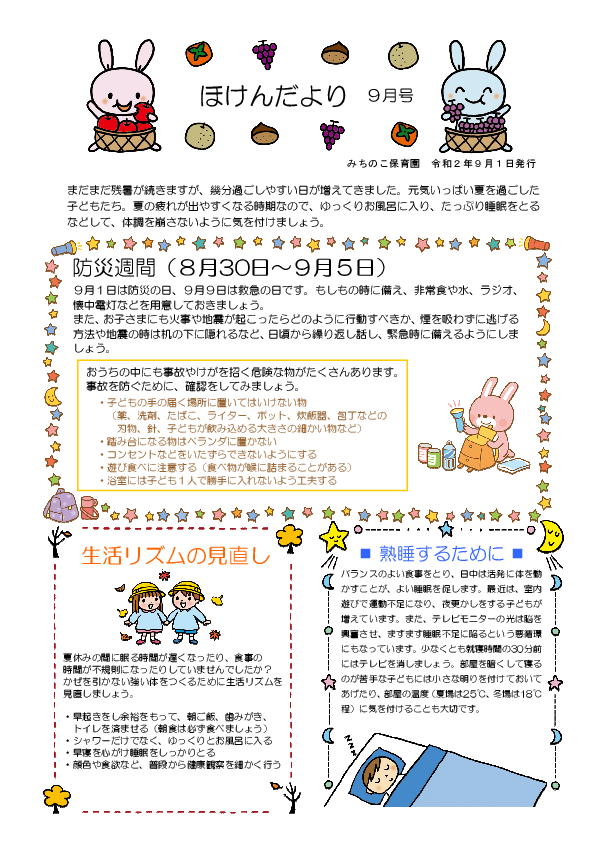 ほけんだより 9月号
みちのこ保育園 令和2年9月1日発行
まだまだ残暑が続きますが、幾分過ごしやすい日が増えてきました。元気いっぱい夏を過ごした
子どもたち。夏の疲れが出やすくなる時期なので、ゆっくりお風呂に入り、たっぷり睡眠をとる
などして、体調を崩さないように気を付けましょう。
防災週間（8月30日～9月5日）
9月1日は防災の日、9月9日は救急の日です。もしもの時に備え、非常食や水、ラジオ、
懐中電灯などを用意しておきましょう。
また、お子さまにも火事や地震が起こったらどのように行動すべきか、煙を吸わずに逃げる
方法や地震の時は机の下に隠れるなど、日頃から繰り返し話し、緊急時に備えるようにしま
しょう。
おうちの中にも事故やけがを招く危険な物がたくさんあります。
事故を防ぐために、確認をしてみましょう。
・子どもの手の届く場所に置いてはいけない物
（薬、洗剤、たばこ、ライター、ポット、炊飯器、包丁などの
刃物、針、子どもが飲み込める大きさの細かい物など）
・踏み台になる物はベランダに置かない
・コンセントなどをいたずらできないようにする
・遊び食べに注意する（食べ物が喉に詰まることがある）
・浴室には子ども1人で勝手に入れないよう工夫する
生活リズムの見直し
夏休みの間に眠る時間が遅くなったり、食事の
時間が不規則になったりしていませんでしたか？
かぜを引かない強い体をつくるために生活リズムを
見直しましょう。
・早起きをし余裕をもって、朝ご飯、歯みがき、
トイレを済ませる（朝食は必ず食べましょう）
・シャワーだけでなく、ゆっくりとお風呂に入る
・早寝を心がけ睡眠をしっかりとる
・顔色や食欲など、普段から健康観察を細かく行う
■ 熟睡するために ■
バランスのよい食事をとり、日中は活発に体を動
かすことが、よい睡眠を促します。最近は、室内
遊びで運動不足になり、夜更かしをする子どもが
増えています。また、テレビモニターの光は脳を
興奮させ、ますます睡眠不足に陥るという悪循環
にもなっています。少なくとも就寝時間の30分前
にはテレビを消しましょう。部屋を暗くして寝る
のが苦手な子どもには小さな明りを付けておいて
あげたり、部屋の温度（夏場は25℃、冬場は18℃
程）に気を付けることも大切です。
zzz